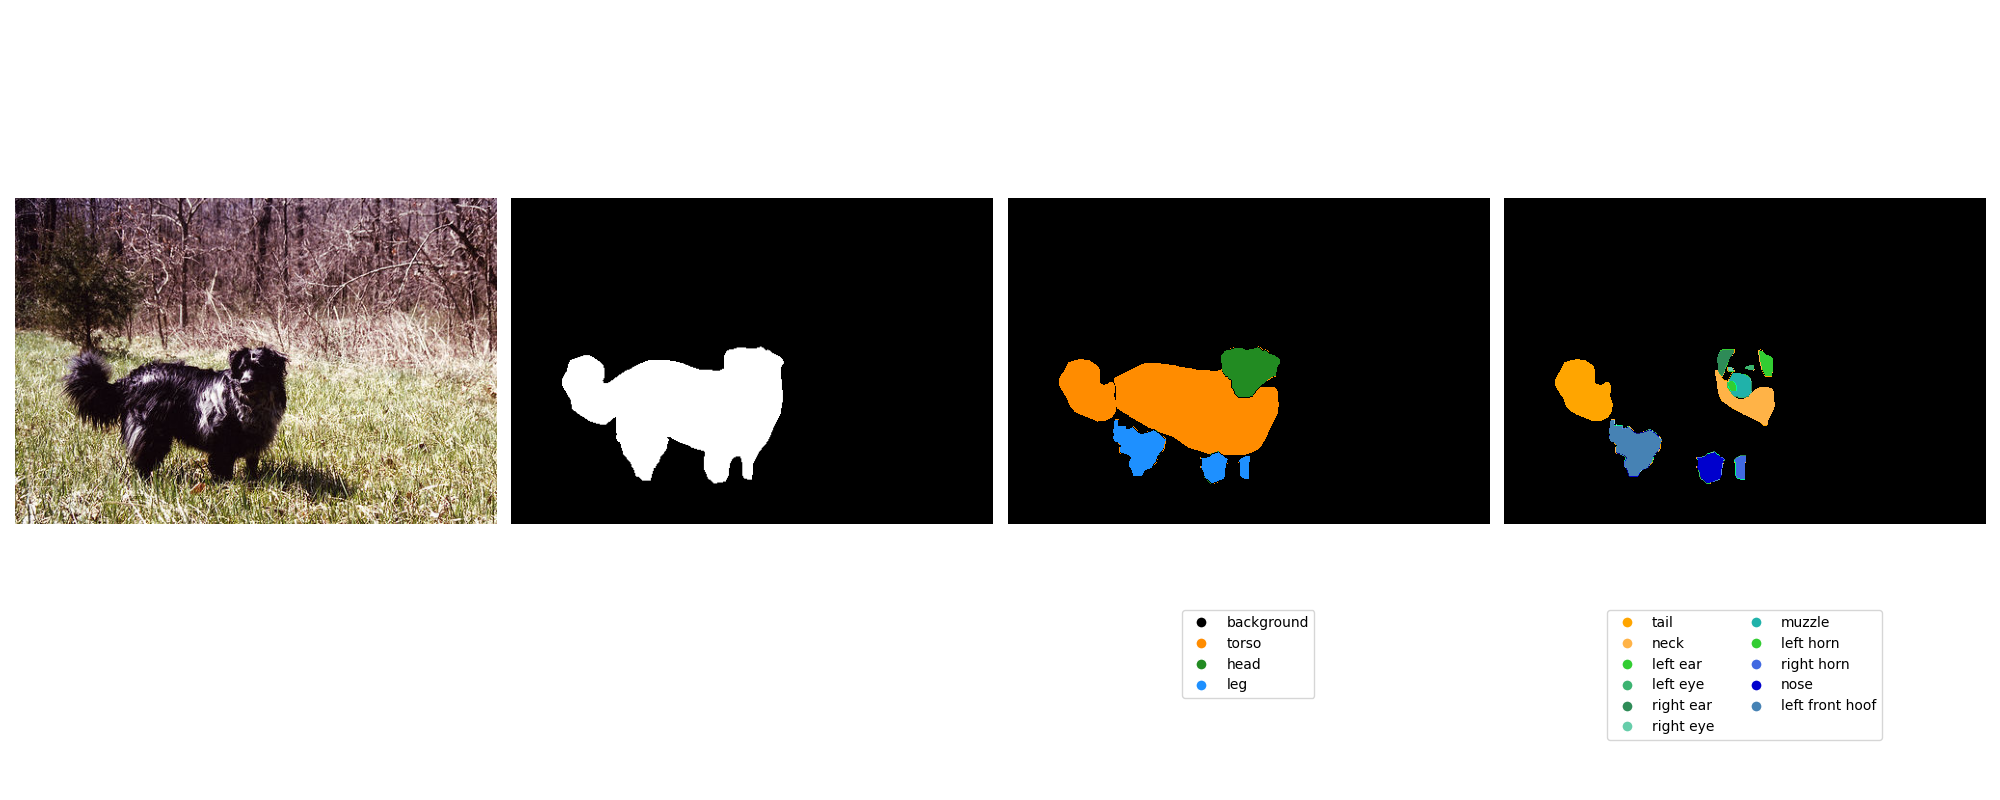 background
torso
head
leg
tail
neck
left ear
left eye
right ear
right eye
muzzle
left horn
right horn
nose
left front hoof